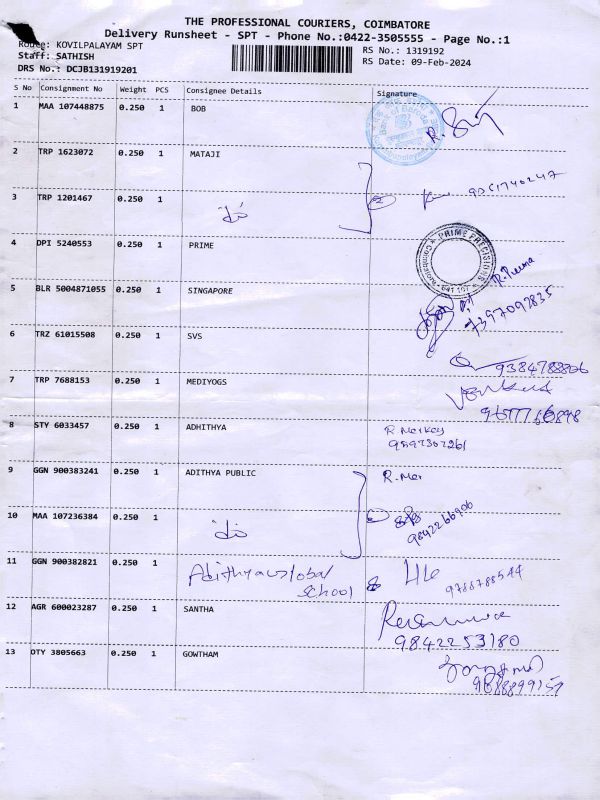 THE PROFESSIONAL COURIERS, COIMBATORE
Delivery Runsheet - SPT - Phone No.:0422-3505555 - Page No.:1
Route: KOVILPALAYAM SPT
RS No.: 1319192
Staff: SATHISH
RS Date: 09-Feb-2024
DRS No.: DCJB131919201
S No Consignment No Weight PCS Consignee Details Signature
1 MAA 107448875 0.250 1 BOB
2 TRP 1623072 0.250 1 MATAJI
3 TRP 1201467 0.250 1
4 DPI 5240553 0.250 1 PRIME
PRIME PRECISIONS
5 BLR 5004871055 0.250 1 SINGAPORE
7397092835
6 TRZ 61015508 0.250 1 SVS
9384788806
7 TRP 7688153 0.250 1 MEDIYOGS
8 STY 6033457 0.250 1 ADHITHYA
9 GGN 900383241 0.250 1 ADITHYA PUBLIC
10 MAA 107236384 0.250 1
9842266906
11 GGN 900382821 0.250 1 Adithya Global
School
9788788544
12 AGR 600023287 0.250 1 SANTHA
9842253180
13 OTY 3805663 0.250 1 GOWTHAM